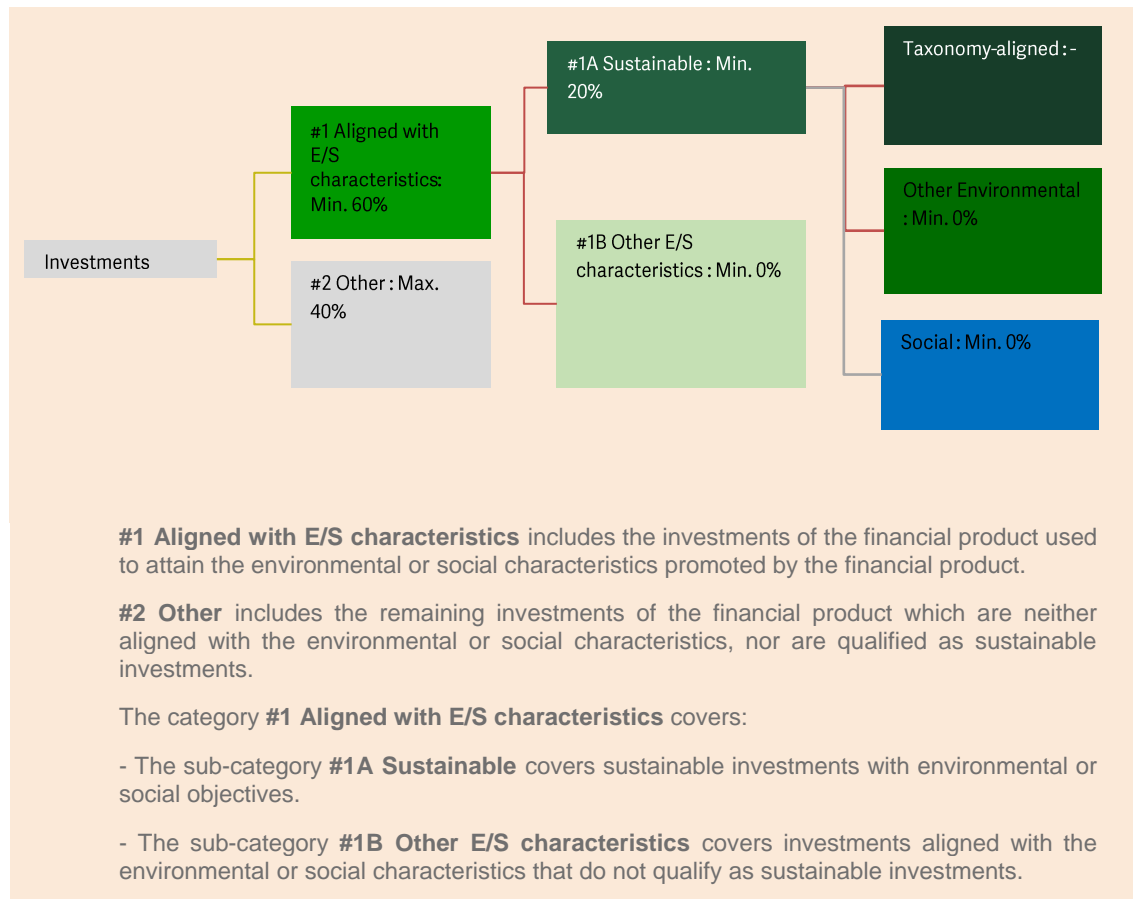 Investments
#1 Aligned with
E/S
characteristics:
Min. 60%
#2 Other : Max.
40%
#1A Sustainable : Min.
20%
#1B Other E/S
characteristics : Min. 0%
Taxonomy-aligned : -
Other Environmental
: Min. 0%
Social : Min. 0%
#1 Aligned with E/S characteristics includes the investments of the financial product used
to attain the environmental or social characteristics promoted by the financial product.
#2 Other includes the remaining investments of the financial product which are neither
aligned with the environmental or social characteristics, nor are qualified as sustainable
investments.
The category #1 Aligned with E/S characteristics covers:
- The sub-category #1A Sustainable covers sustainable investments with environmental or
social objectives.
- The sub-category #1B Other E/S characteristics covers investments aligned with the
environmental or social characteristics that do not qualify as sustainable investments.